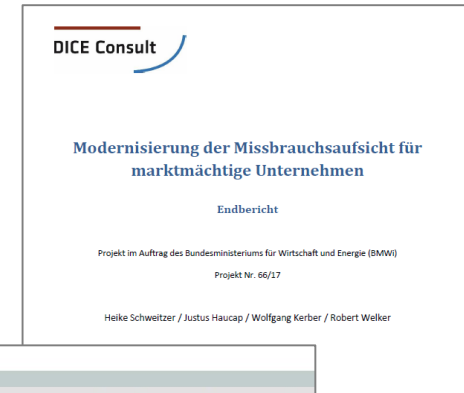 DICE Consult
Modernisierung der Missbrauchsaufsicht für
marktmächtige Unternehmen
Endbericht
Projekt im Auftrag des Bundesministeriums für Wirtschaft und Energie (BMWi)
Projekt Nr. 66/17
Heike Schweitzer / Justus Haucap / Wolfgang Kerber / Robert Welker